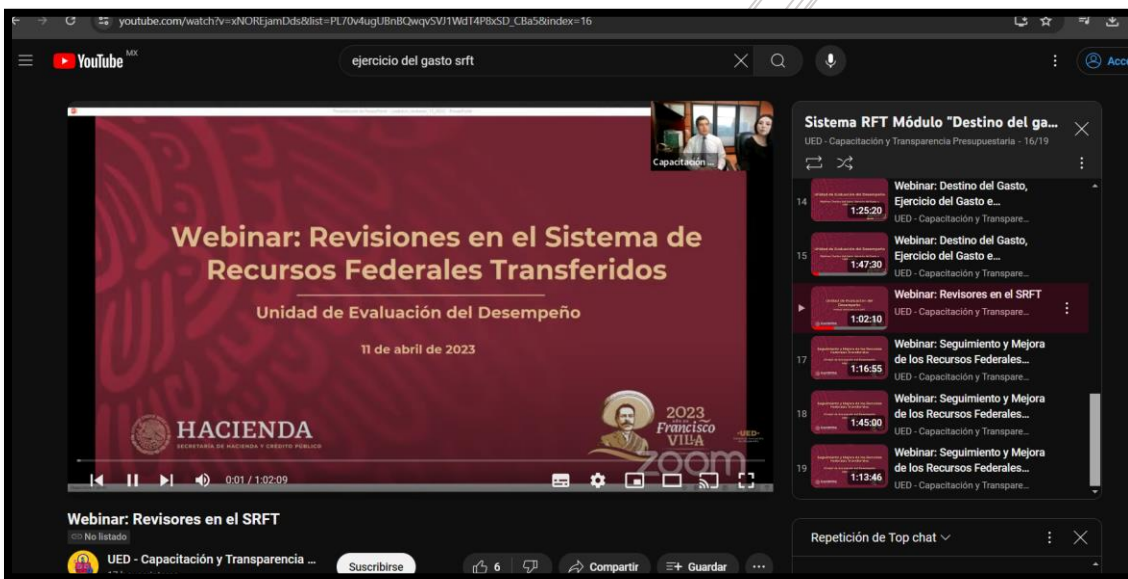 youtube.com/watch?v=xNOREjamDds&list=PL70v4ugUBnBQwqvSVJ1WdT4P8xSD_CBa5&index=16
YouTube MX
ejercicio del gasto srft
Acce
Capacitación ...
Webinar: Revisiones en el Sistema de
Recursos Federales Transferidos
Unidad de Evaluación del Desempeño
11 de abril de 2023
HACIENDA
SECRETARÍA DE HACIENDA Y CRÉDITO PÚBLICO
2023
Francisco
VILLA
-UED-
zoom
0:01 / 1:02:09
Webinar: Revisores en el SRFT
No listado
UED - Capacitación y Transparencia ...
Suscribirse
6
Compartir
Guardar
Sistema RFT Módulo "Destino del ga...
UED - Capacitación y Transparencia Presupuestaria - 16/19
14
1:25:20
Webinar: Destino del Gasto,
Ejercicio del Gasto e...
UED - Capacitación y Transpare...
15
1:47:30
Webinar: Destino del Gasto,
Ejercicio del Gasto e...
UED - Capacitación y Transpare...
1:02:10
Webinar: Revisores en el SRFT
UED - Capacitación y Transpare...
17
1:16:55
Webinar: Seguimiento y Mejora
de los Recursos Federales...
UED - Capacitación y Transpare...
18
1:45:00
Webinar: Seguimiento y Mejora
de los Recursos Federales...
UED - Capacitación y Transpare...
19
1:13:46
Webinar: Seguimiento y Mejora
de los Recursos Federales...
UED - Capacitación y Transpare...
Repetición de Top chat